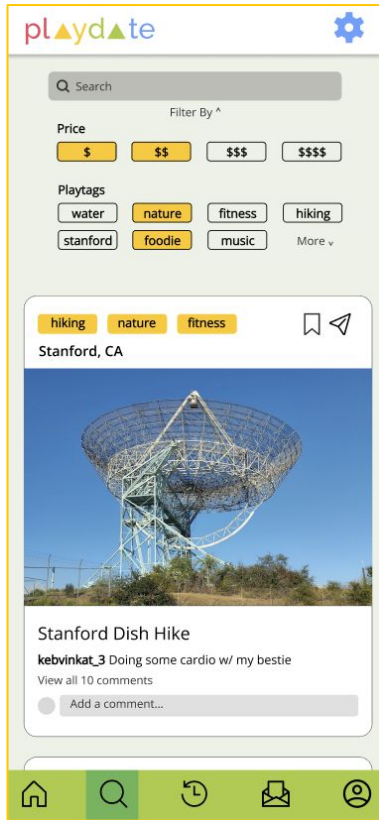 playdate
Search
Filter By ^
Price
$ $$ $$$ $$$$
Playtags
water nature fitness hiking
stanford foodie music More ˅
hiking nature fitness
Stanford, CA
Stanford Dish Hike
kebvinkat_3 Doing some cardio w/ my bestie
View all 10 comments
Add a comment...